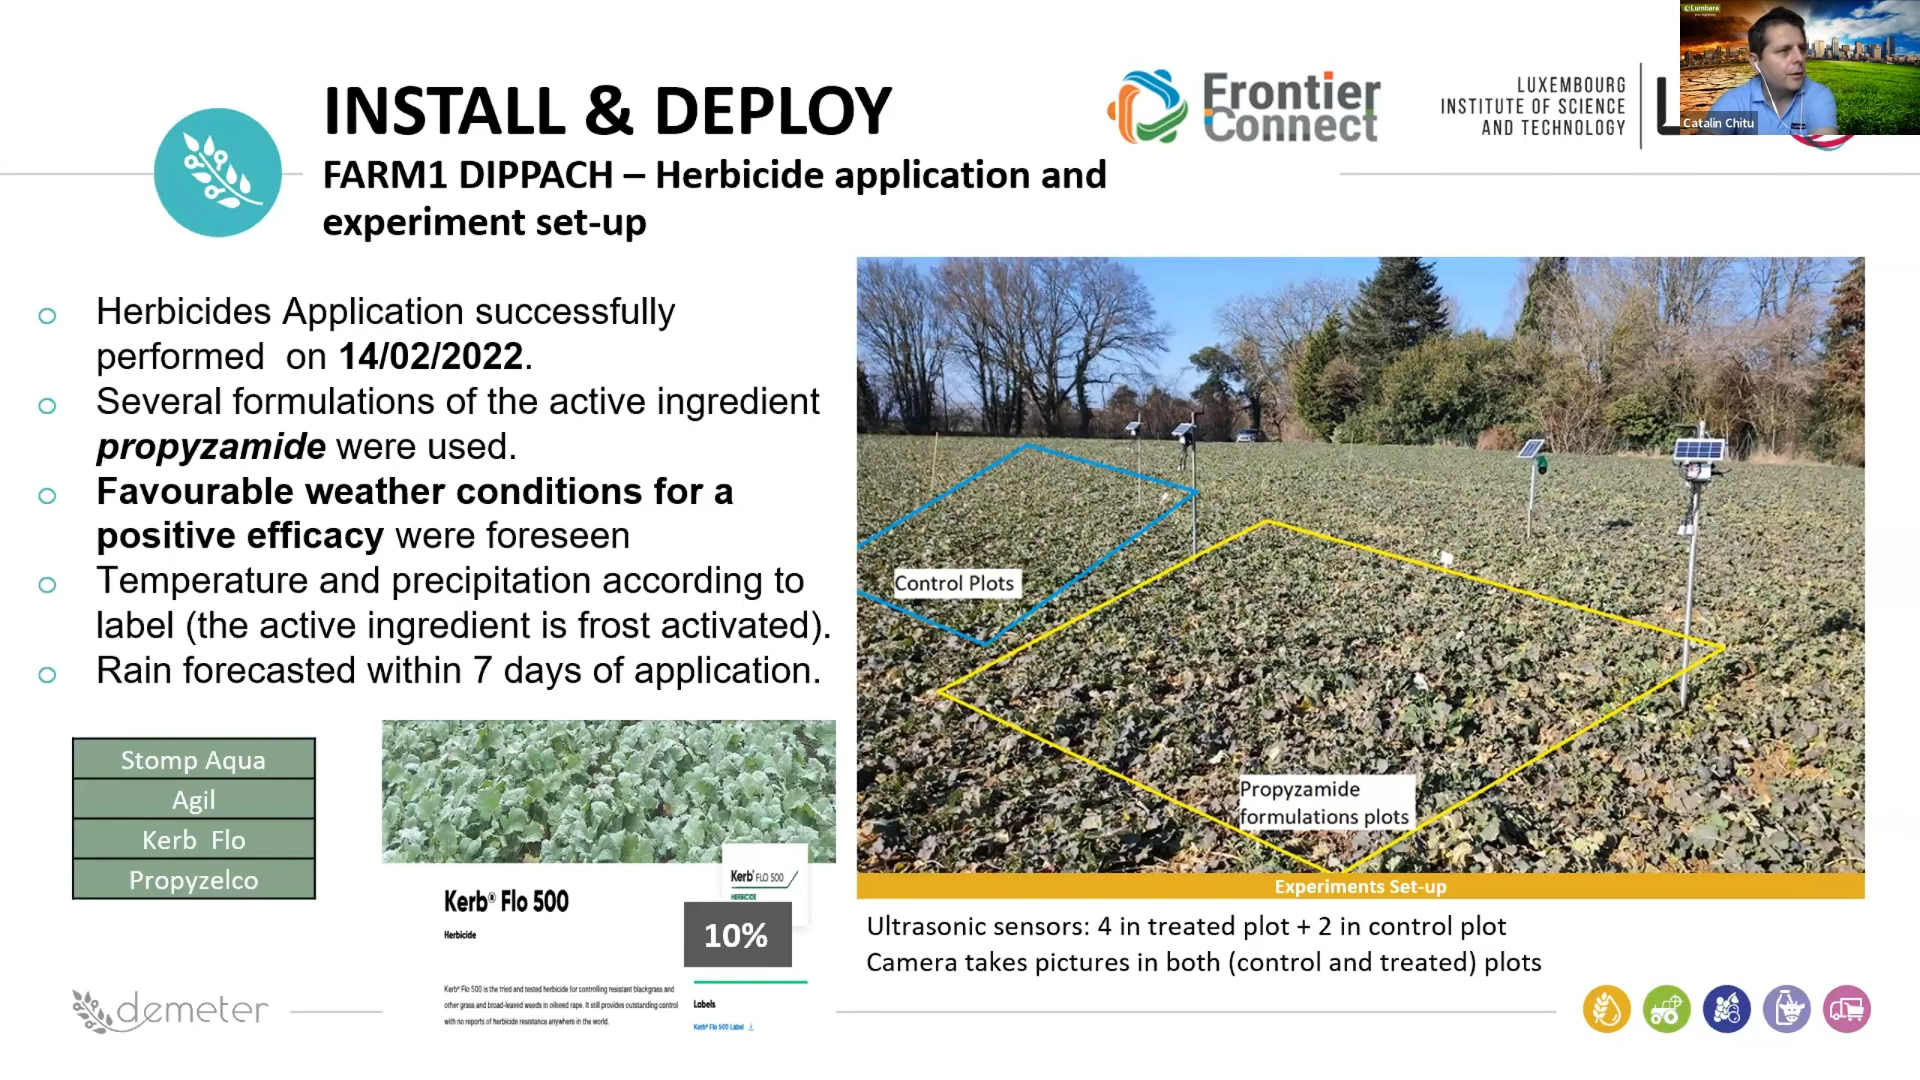 INSTALL & DEPLOY
FARM1 DIPPACH – Herbicide application and
experiment set-up
Frontier
Connect
LUXEMBOURG
INSTITUTE OF SCIENCE
AND TECHNOLOGY
L
Lumbara
Catalin Chitu
Herbicides Application successfully
performed on 14/02/2022.
Several formulations of the active ingredient
propyzamide were used.
Favourable weather conditions for a
positive efficacy were foreseen
Temperature and precipitation according to
label (the active ingredient is frost activated).
Rain forecasted within 7 days of application.
Stomp Aqua
Agil
Kerb Flo
Propyzelco
Kerb® Flo 500
Herbicide
Kerb® FLO 500
HERBICIDE
10%
Kerb® Flo 500 is the tried and tested herbicide for controlling resistant blackgrass and
other grass and broad-leaved weeds in oilseed rape. It still provides outstanding control
with no reports of herbicide resistance anywhere in the world.
Labels
Kerb® Flo 500 Label
Control Plots
Propyzamide
formulations plots
Experiments Set-up
Ultrasonic sensors: 4 in treated plot + 2 in control plot
Camera takes pictures in both (control and treated) plots
demeter